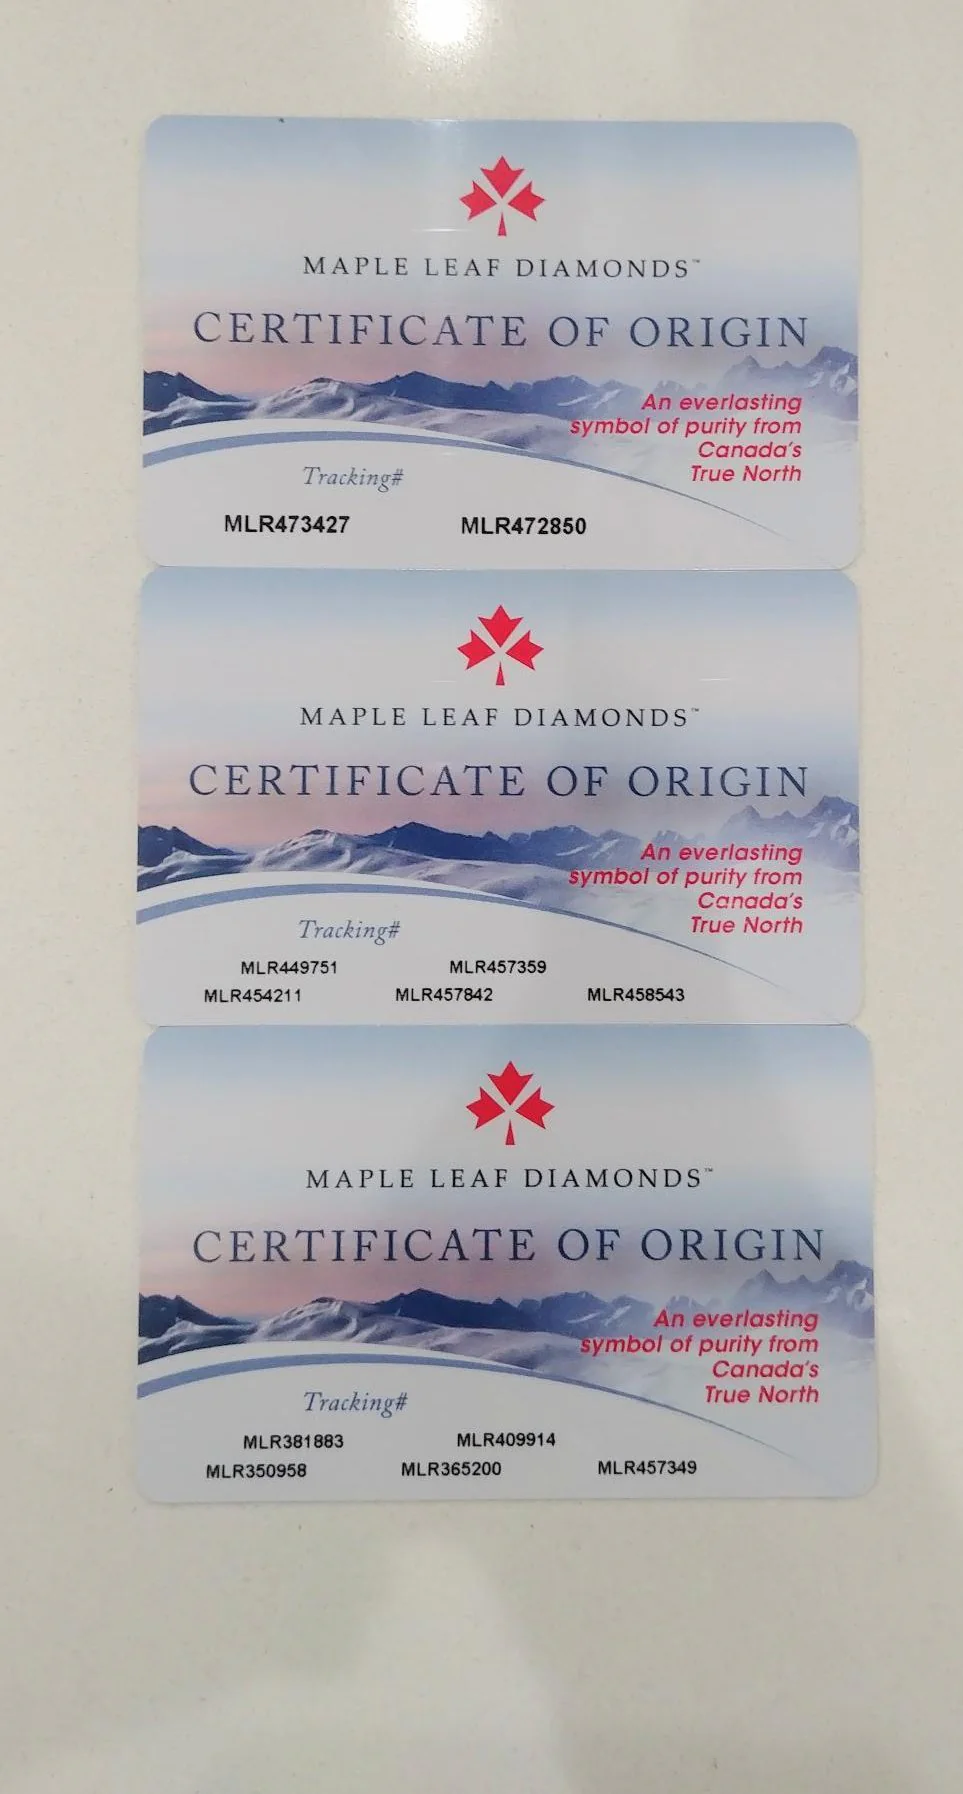 MAPLE LEAF DIAMONDS™
CERTIFICATE OF ORIGIN
An everlasting
symbol of purity from
Canada's
True North
Tracking#
MLR473427 MLR472850
MAPLE LEAF DIAMONDS™
CERTIFICATE OF ORIGIN
An everlasting
symbol of purity from
Canada's
True North
Tracking#
MLR449751 MLR457359
MLR454211 MLR457842 MLR458543
MAPLE LEAF DIAMONDS™
CERTIFICATE OF ORIGIN
An everlasting
symbol of purity from
Canada's
True North
Tracking#
MLR381883 MLR409914
MLR350958 MLR365200 MLR457349